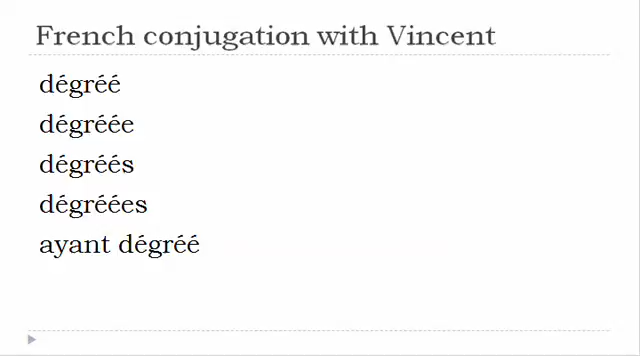 French conjugation with Vincent
dégréé
dégréée
dégréés
dégréées
ayant dégréé